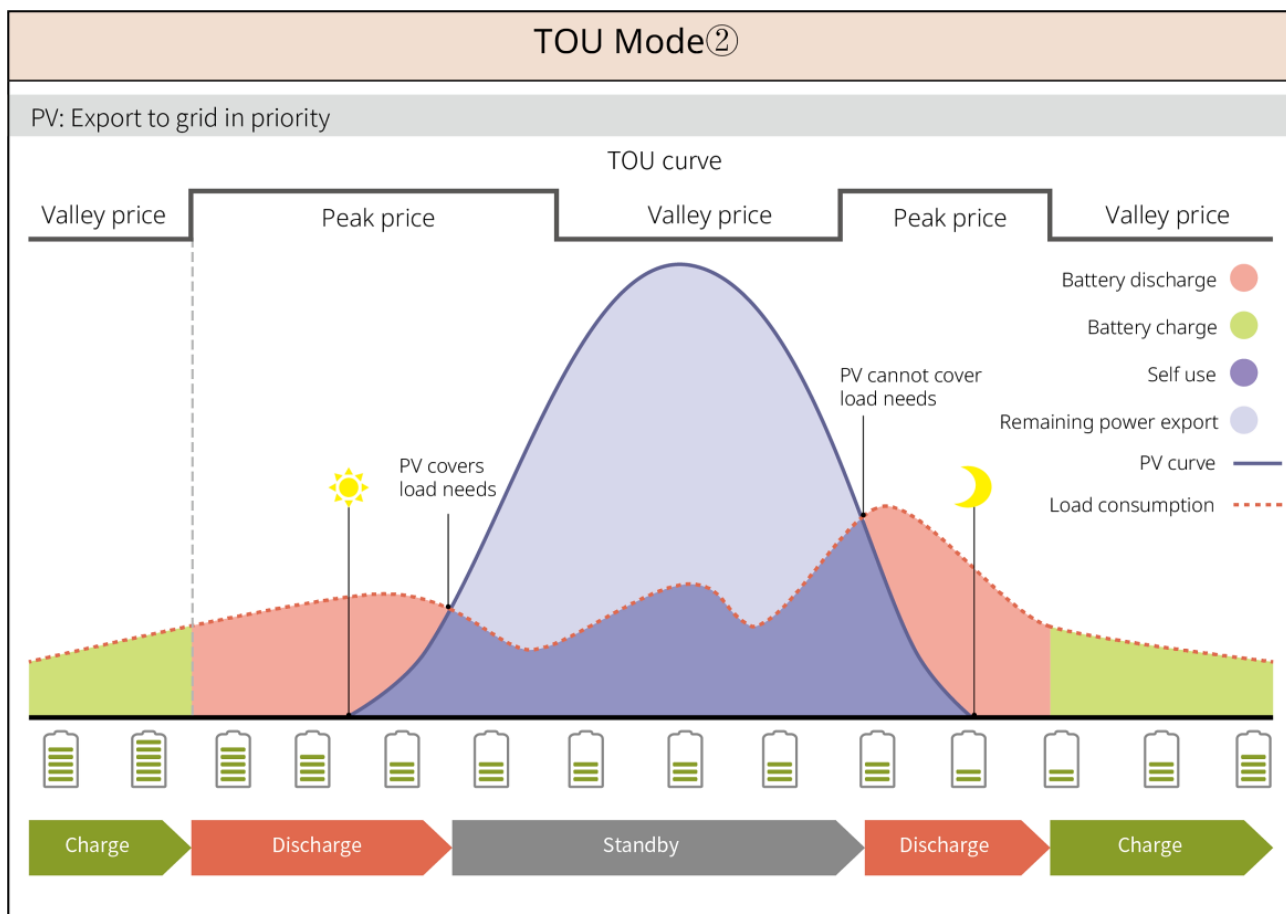 TOU Mode②
PV: Export to grid in priority
TOU curve
Valley price
Peak price
Valley price
Peak price
Valley price
Battery discharge
Battery charge
Self use
Remaining power export
PV curve
Load consumption
PV covers
load needs
PV cannot cover
load needs
Charge
Discharge
Standby
Discharge
Charge